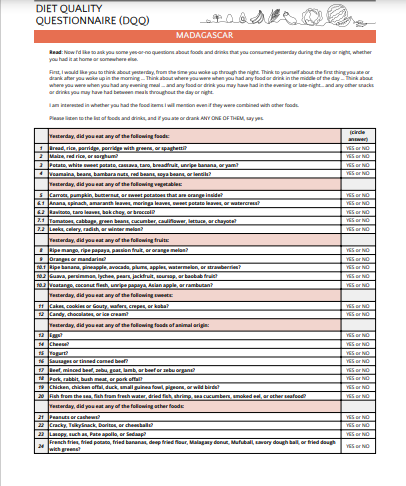 DIET QUALITY
QUESTIONNAIRE (DQQ)
MADAGASCAR
Read: Now I'd like to ask you some yes-or-no questions about foods and drinks that you consumed yesterday during the day or night, whether
you had it at home or somewhere else.
First, I would like you to think about yesterday, from the time you woke up through the night. Think to yourself about the first thing you ate or
drank after you woke up in the morning ... Think about where you were when you had any food or drink in the middle of the day ... Think about
where you were when you had any evening meal ... and any food or drink you may have had in the evening or late-night... and any other snacks
or drinks you may have had between meals throughout the day or night.
I am interested in whether you had the food items I will mention even if they were combined with other foods.
Please listen to the list of foods and drinks, and if you ate or drank ANY ONE OF THEM, say yes.
Yesterday, did you eat any of the following foods: (circle answer)
1 Bread, rice, porridge, porridge with greens, or spaghetti? YES or NO
2 Maize, red rice, or sorghum? YES or NO
3 Potato, white sweet potato, cassava, taro, breadfruit, unripe banana, or yam? YES or NO
4 Voamaina, beans, bambara nuts, red beans, soya beans, or lentils? YES or NO
Yesterday, did you eat any of the following vegetables:
5 Carrots, pumpkin, butternut, or sweet potatoes that are orange inside? YES or NO
6.1 Anana, spinach, amaranth leaves, moringa leaves, sweet potato leaves, or watercress? YES or NO
6.2 Ravitoto, taro leaves, bok choy, or broccoli? YES or NO
7.1 Tomatoes, cabbage, green beans, cucumber, cauliflower, lettuce, or chayote? YES or NO
7.2 Leeks, celery, radish, or winter melon? YES or NO
Yesterday, did you eat any of the following fruits:
8 Ripe mango, ripe papaya, passion fruit, or orange melon? YES or NO
9 Oranges or mandarins? YES or NO
10.1 Ripe banana, pineapple, avocado, plums, apples, watermelon, or strawberries? YES or NO
10.2 Guava, persimmon, lychee, pears, jackfruit, soursop, or baobab fruit? YES or NO
10.3 Voatango, coconut flesh, unripe papaya, Asian apple, or rambutan? YES or NO
Yesterday, did you eat any of the following sweets:
11 Cakes, cookies or Gouty, wafers, crepes, or koba? YES or NO
12 Candy, chocolates, or ice cream? YES or NO
Yesterday, did you eat any of the following foods of animal origin:
13 Eggs? YES or NO
14 Cheese? YES or NO
15 Yogurt? YES or NO
16 Sausages or tinned corned beef? YES or NO
17 Beef, minced beef, zebu, goat, lamb, or beef or zebu organs? YES or NO
18 Pork, rabbit, bush meat, or pork offal? YES or NO
19 Chicken, chicken offal, duck, small guinea fowl, pigeons, or wild birds? YES or NO
20 Fish from the sea, fish from fresh water, dried fish, shrimp, sea cucumbers, smoked eel, or other seafood? YES or NO
Yesterday, did you eat any of the following other foods:
21 Peanuts or cashews? YES or NO
22 Cracky, TsikySnack, Doritos, or cheesballs? YES or NO
23 Lasopy, such as, Pate apollo, or Sedaap? YES or NO
24 French fries, fried potato, fried bananas, deep fried flour, Malagasy donut, Mufuball, savory dough ball, or fried dough
with greens? YES or NO